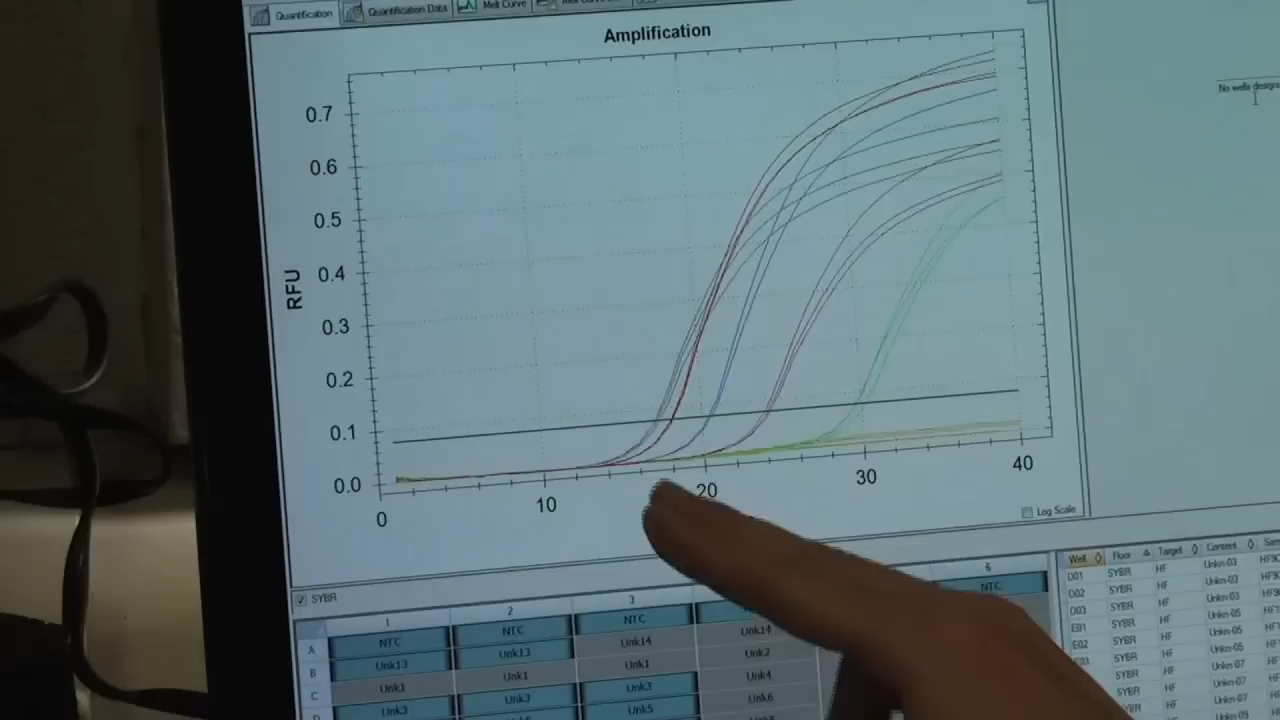 Quantification
Quantification Data
Melt Curve
Amplification
No wells
RFU
0.7
0.6
0.5
0.4
0.3
0.2
0.1
0.0
0
10
20
30
40
Log Scale
SYBR
1
2
3
6
A
NTC
NTC
NTC
NTC
B
Unk13
Unk13
Unk14
Unk14
C
Unk1
Unk1
Unk1
Unk2
Unk3
Unk3
Unk3
Unk4
Unk5
Unk6
Well
Fluor
Target
Content
D01
SYBR
HF
Unkn-03
D02
SYBR
HF
Unkn-03
D03
SYBR
HF
Unkn-05
E01
SYBR
HF
Unkn-05
E02
SYBR
HF
Unkn-05
SYBR
HF
Unkn-07
SYBR
HF
Unkn-07
SYBR
HF
Unkn-07